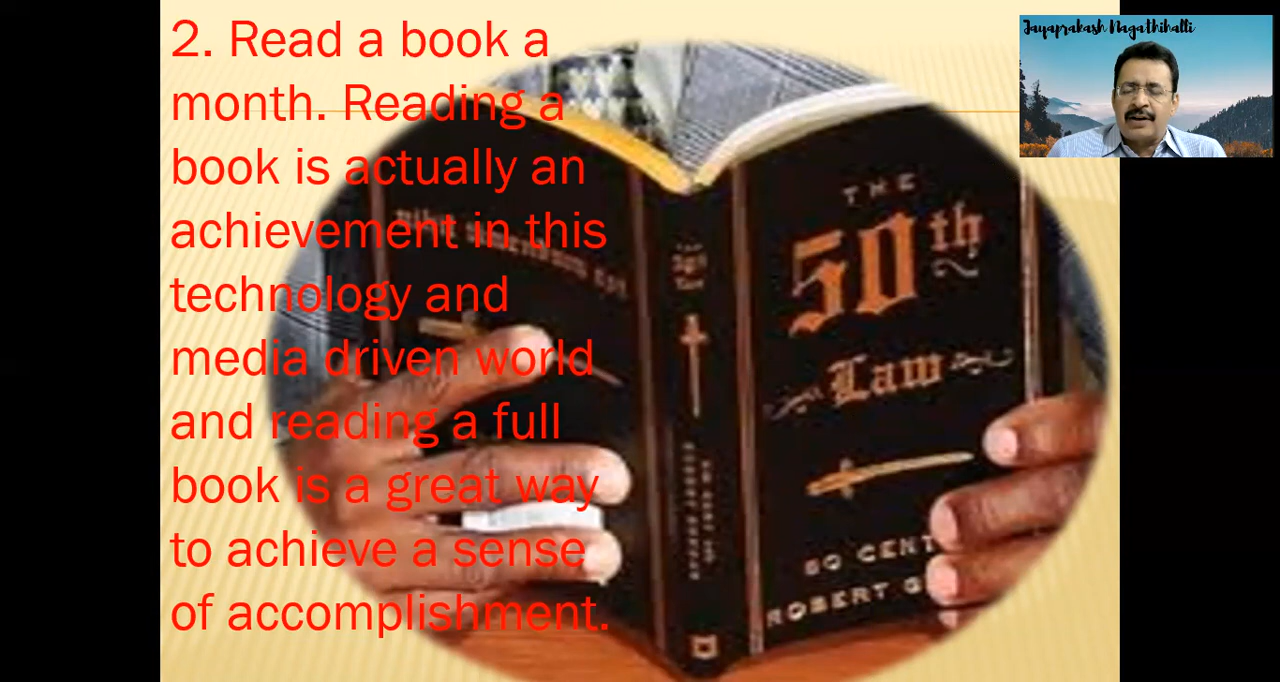 2. Read a book a
month. Reading a
book is actually an
achievement in this
technology and
media driven world
and reading a full
book is a great way
to achieve a sense
of accomplishment.
Jayaprakash Nagathihalli
THE
50th
Law
50 CENT
ROBERT